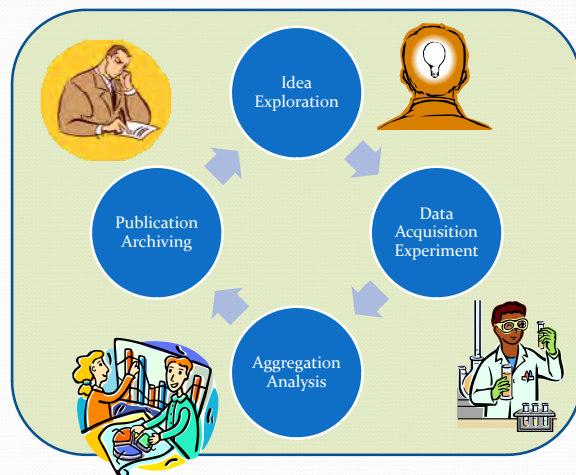 Idea
Exploration
Data
Acquisition
Experiment
Aggregation
Analysis
Publication
Archiving